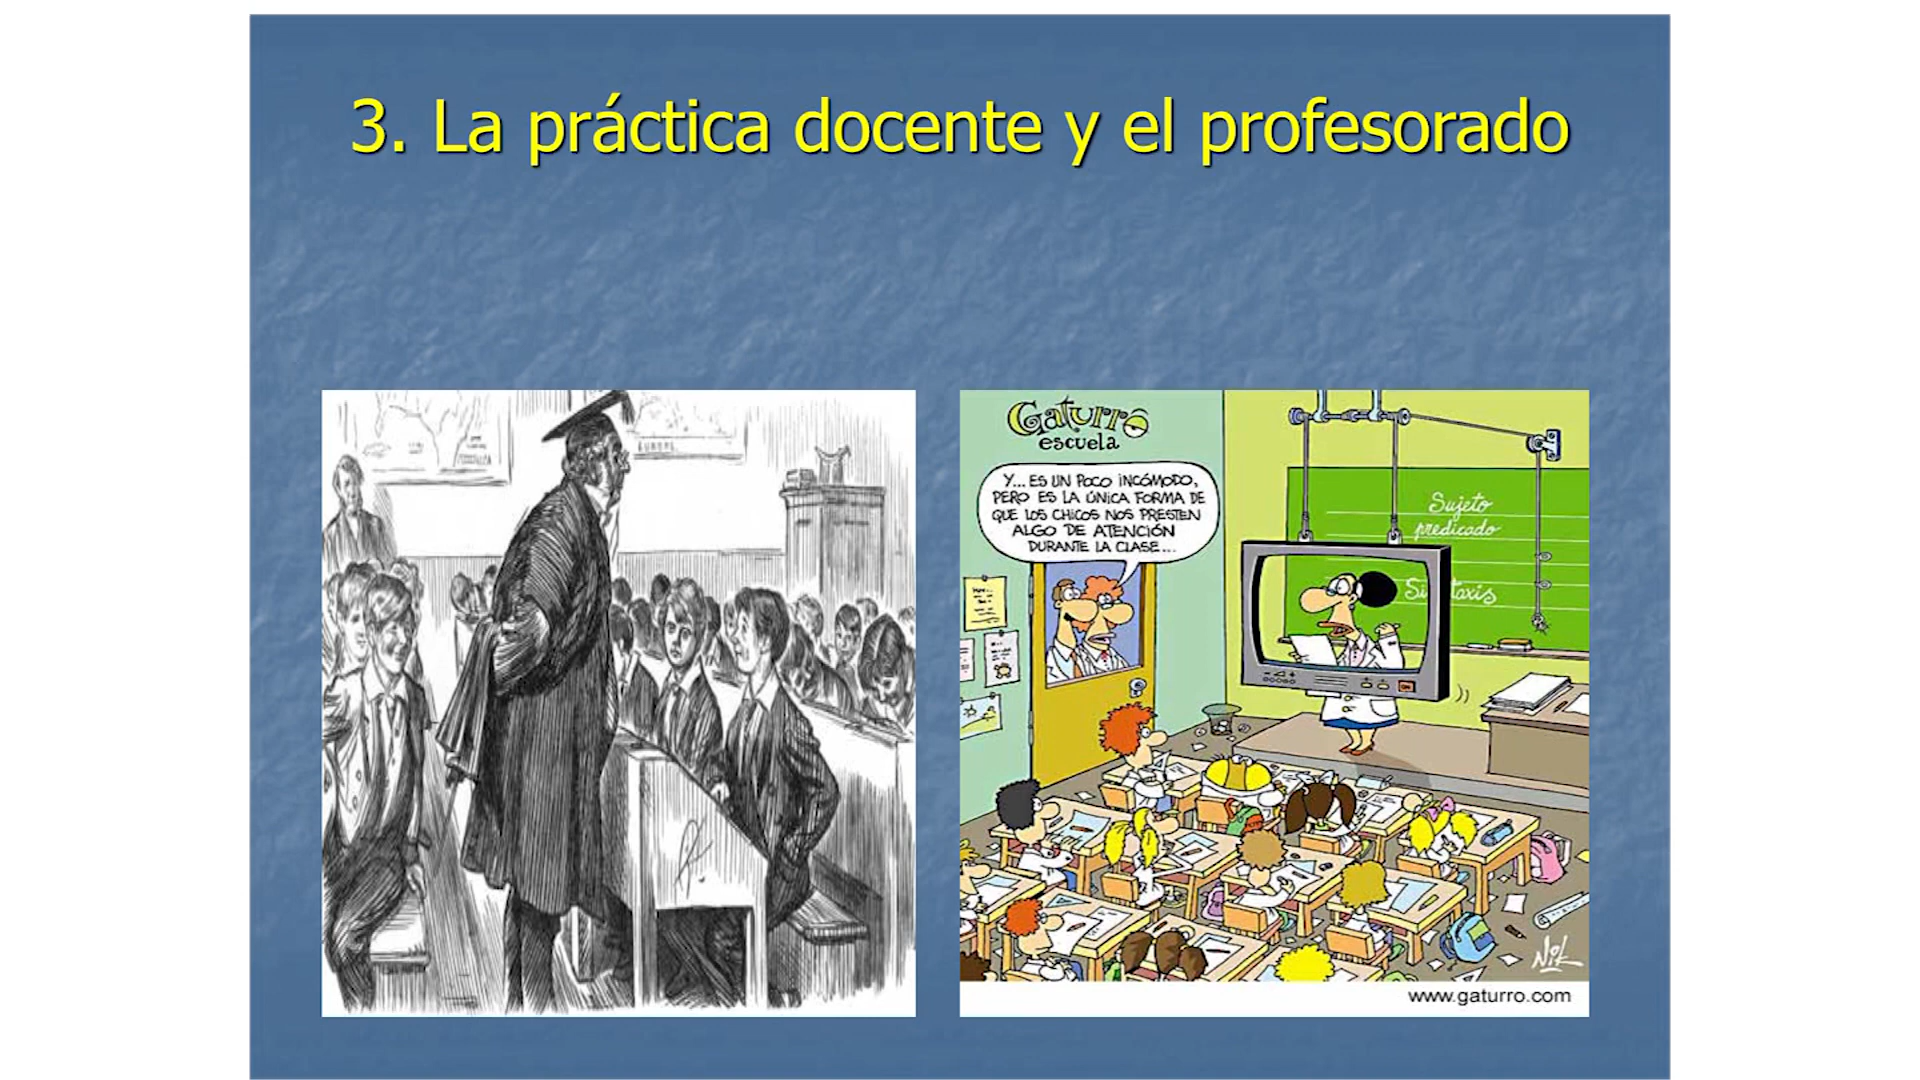 3. La práctica docente y el profesorado
Gaturro
escuela
Y... ES UN POCO INCÓMODO,
PERO ES LA ÚNICA FORMA DE
QUE LOS CHICOS NOS PRESTEN
ALGO DE ATENCIÓN
DURANTE LA CLASE...
Sujeto
predicado
Nik
www.gaturro.com